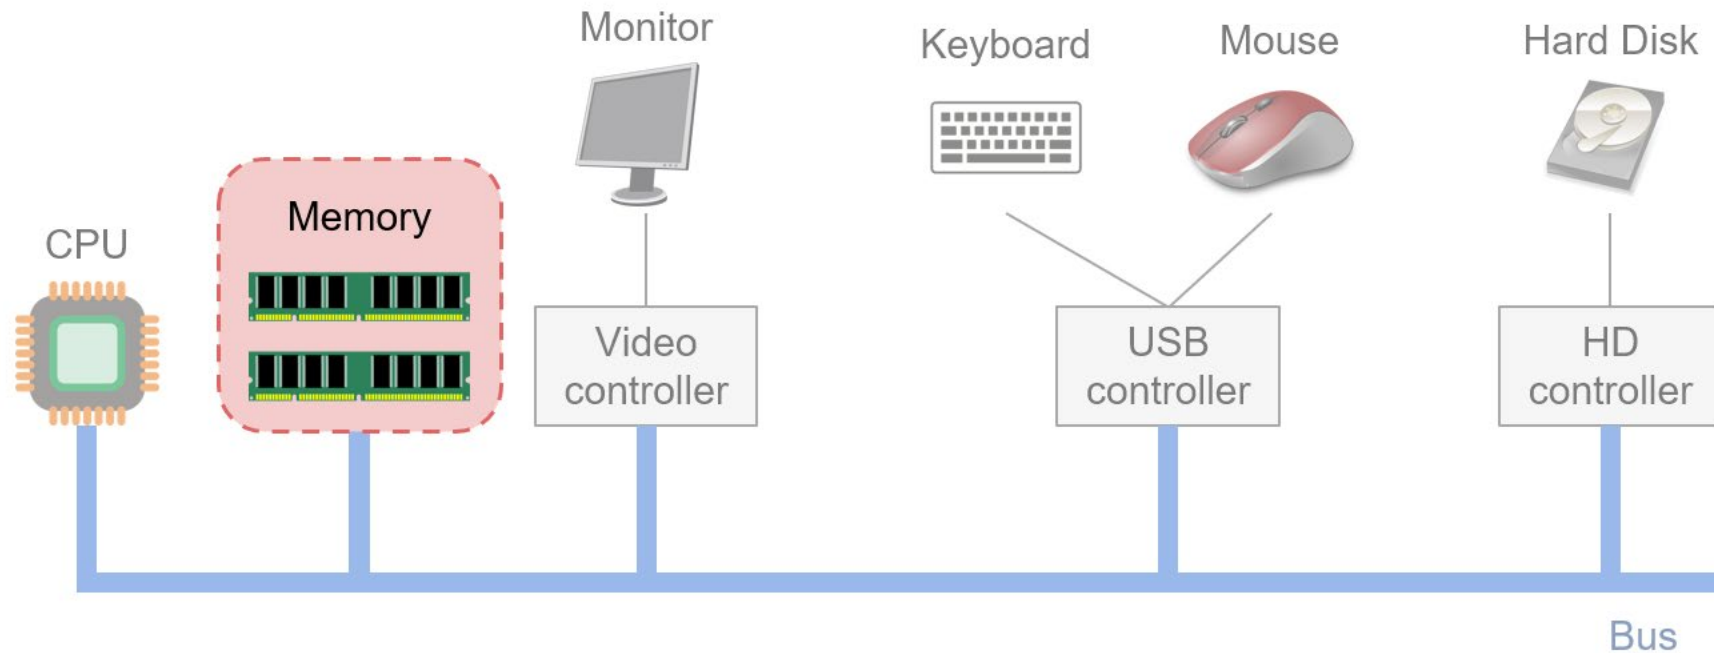 Monitor
Keyboard
Mouse
Hard Disk
CPU
Memory
Video
controller
USB
controller
HD
controller
Bus